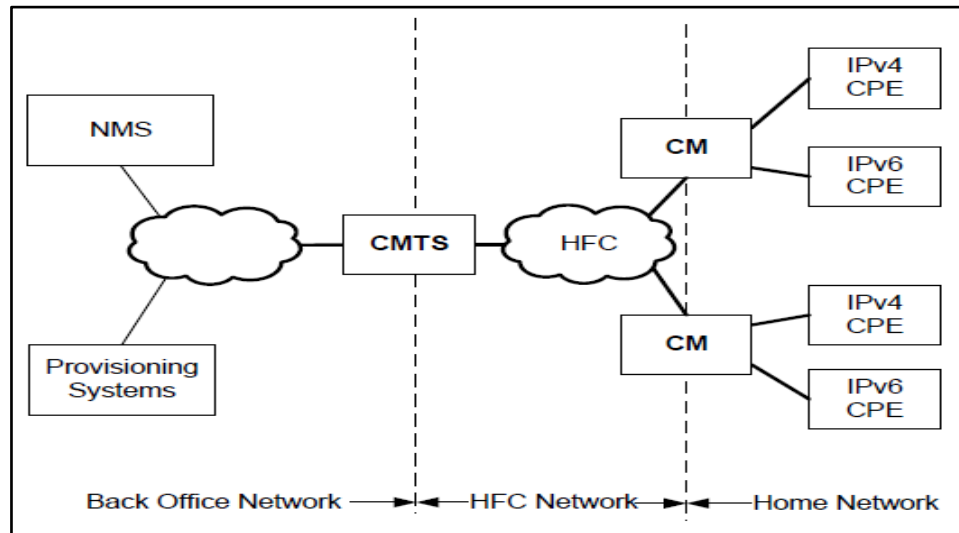 IPv4
CPE
NMS
CM
IPv6
CPE
CMTS
HFC
IPv4
CPE
CM
Provisioning
Systems
IPv6
CPE
Back Office Network
HFC Network
Home Network